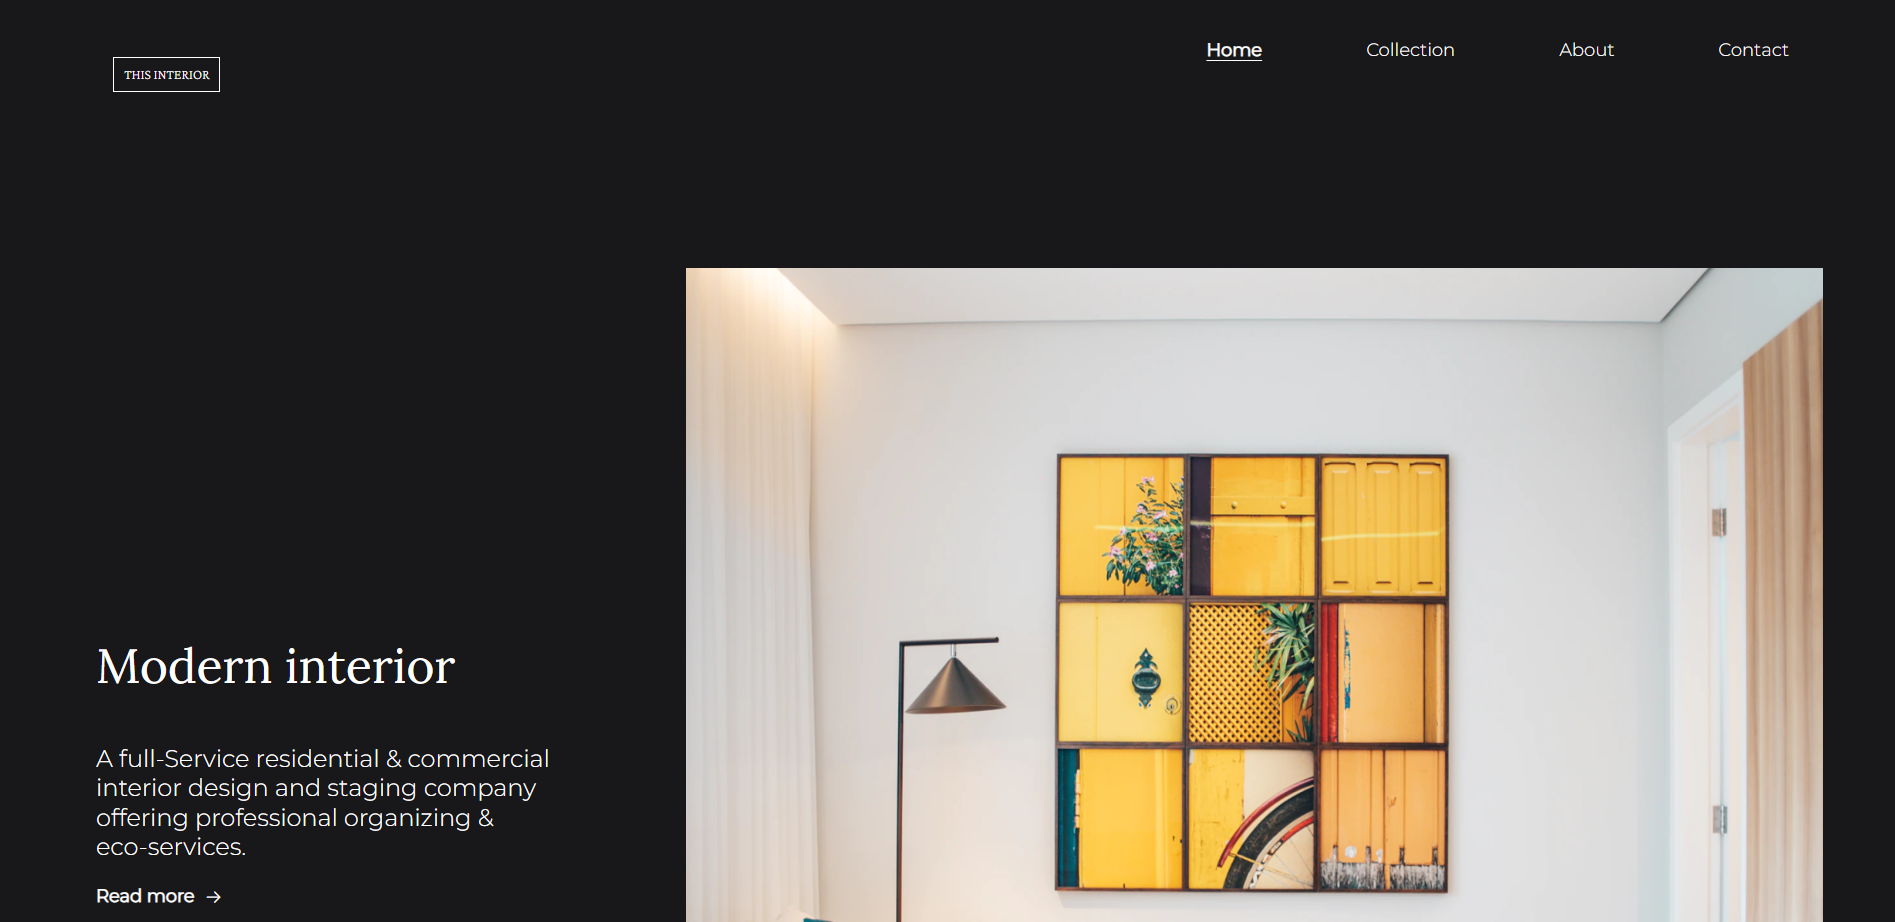 THIS INTERIOR
Home
Collection
About
Contact
Modern interior
A full-Service residential & commercial
interior design and staging company
offering professional organizing &
eco-services.
Read more →